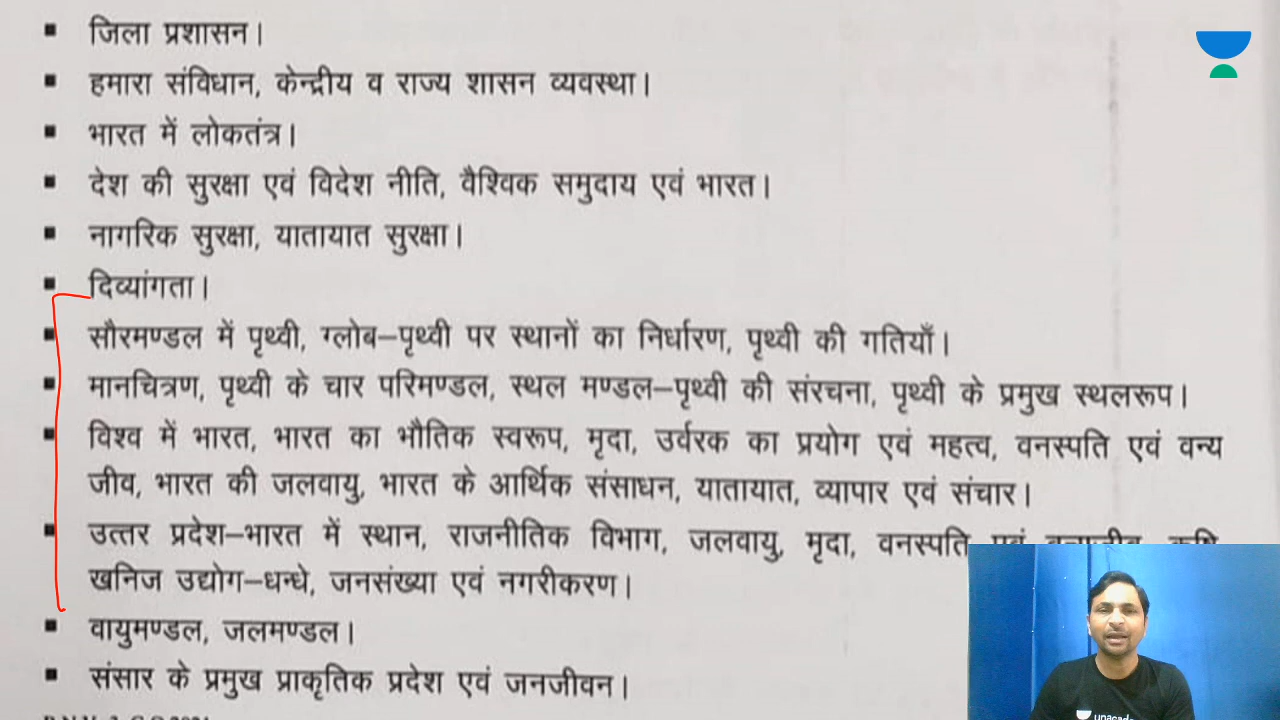 ▪ जिला प्रशासन।
▪ हमारा संविधान, केन्द्रीय व राज्य शासन व्यवस्था।
▪ भारत में लोकतंत्र।
▪ देश की सुरक्षा एवं विदेश नीति, वैश्विक समुदाय एवं भारत।
▪ नागरिक सुरक्षा, यातायात सुरक्षा।
▪ दिव्यांगता।
▪ सौरमण्डल में पृथ्वी, ग्लोब–पृथ्वी पर स्थानों का निर्धारण, पृथ्वी की गतियाँ।
▪ मानचित्रण, पृथ्वी के चार परिमण्डल, स्थल मण्डल–पृथ्वी की संरचना, पृथ्वी के प्रमुख स्थलरूप।
▪ विश्व में भारत, भारत का भौतिक स्वरूप, मृदा, उर्वरक का प्रयोग एवं महत्व, वनस्पति एवं वन्य
जीव, भारत की जलवायु, भारत के आर्थिक संसाधन, यातायात, व्यापार एवं संचार।
▪ उत्तर प्रदेश–भारत में स्थान, राजनीतिक विभाग, जलवायु, मृदा, वनस्पति एवं
खनिज उद्योग–धन्धे, जनसंख्या एवं नगरीकरण।
▪ वायुमण्डल, जलमण्डल।
▪ संसार के प्रमुख प्राकृतिक प्रदेश एवं जनजीवन।